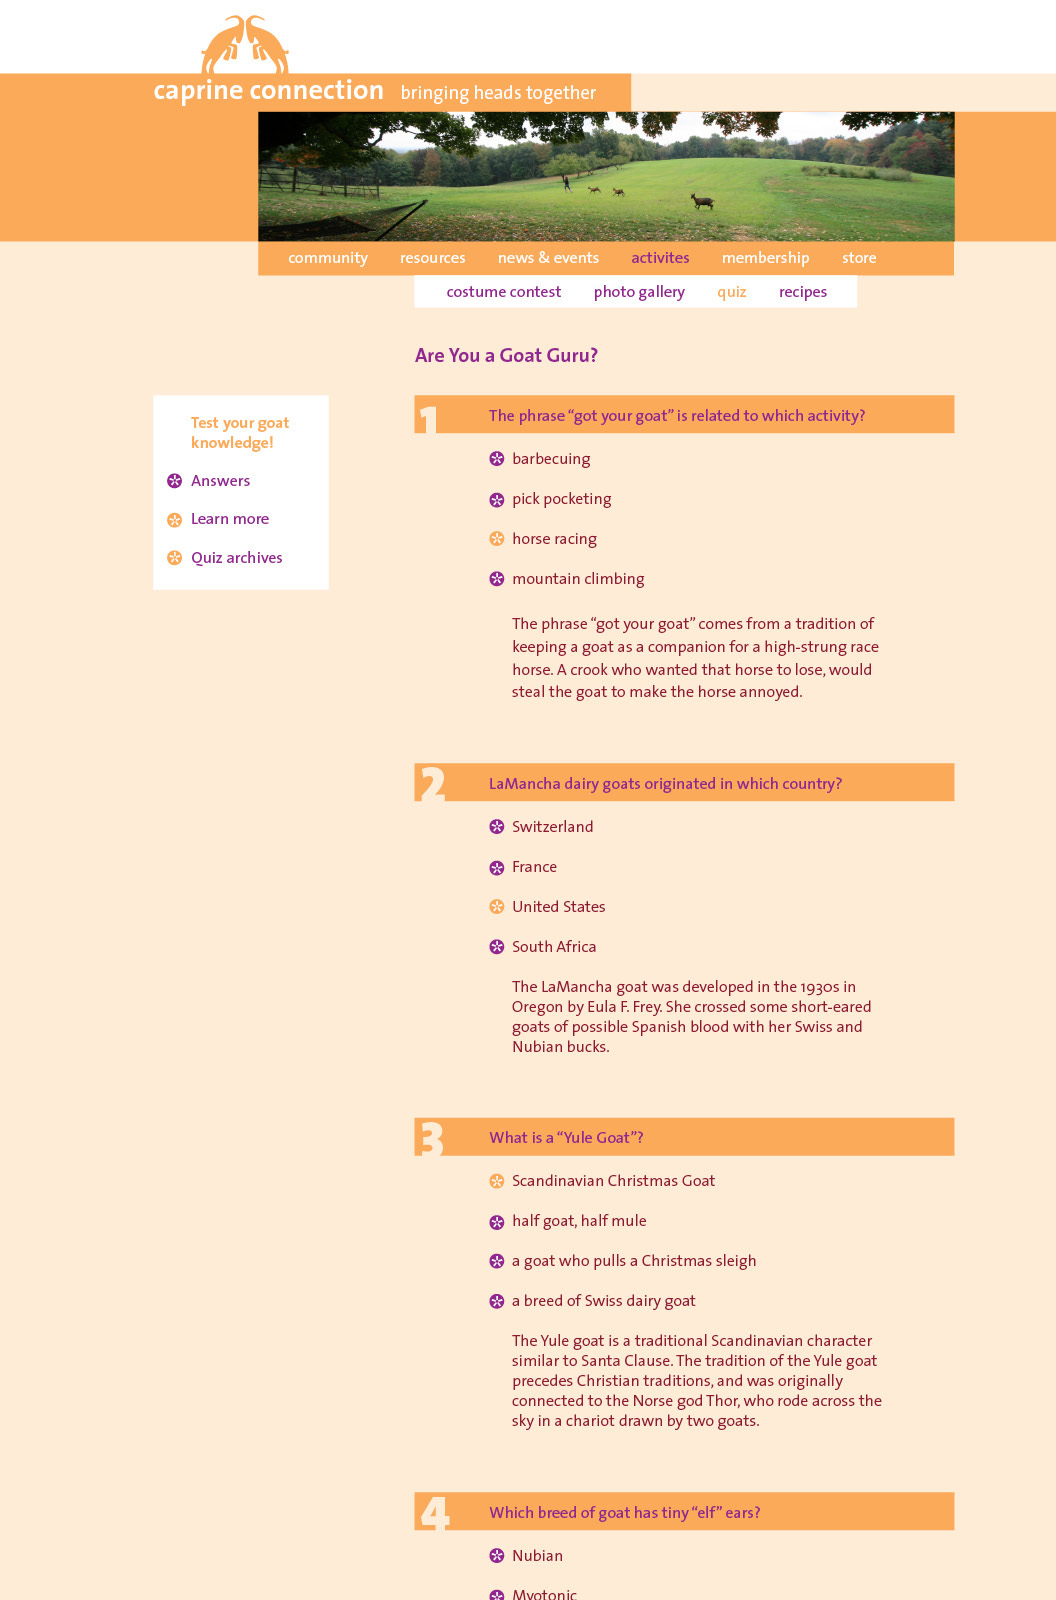 caprine connection bringing heads together
community resources news & events activites membership store
costume contest photo gallery quiz recipes
Are You a Goat Guru?
Test your goat
knowledge!
Answers
Learn more
Quiz archives
1 The phrase “got your goat” is related to which activity?
barbecuing
pick pocketing
horse racing
mountain climbing
The phrase “got your goat” comes from a tradition of
keeping a goat as a companion for a high-strung race
horse. A crook who wanted that horse to lose, would
steal the goat to make the horse annoyed.
2 LaMancha dairy goats originated in which country?
Switzerland
France
United States
South Africa
The LaMancha goat was developed in the 1930s in
Oregon by Eula F. Frey. She crossed some short-eared
goats of possible Spanish blood with her Swiss and
Nubian bucks.
3 What is a “Yule Goat”?
Scandinavian Christmas Goat
half goat, half mule
a goat who pulls a Christmas sleigh
a breed of Swiss dairy goat
The Yule goat is a traditional Scandinavian character
similar to Santa Clause. The tradition of the Yule goat
precedes Christian traditions, and was originally
connected to the Norse god Thor, who rode across the
sky in a chariot drawn by two goats.
4 Which breed of goat has tiny “elf” ears?
Nubian
Myotonic